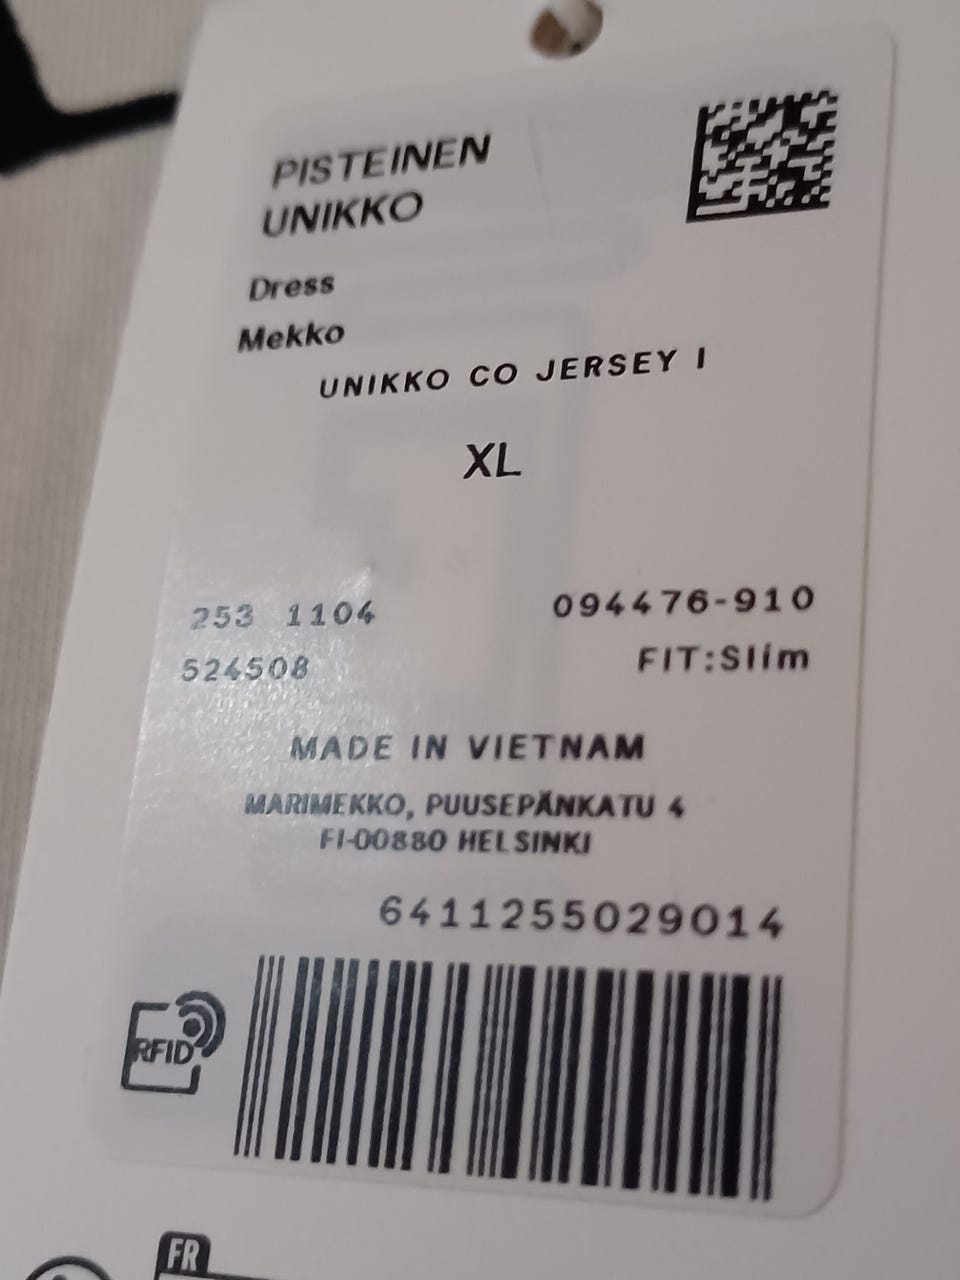 PISTEINEN
UNIKKO
Dress
Mekko
UNIKKO CO JERSEY I
XL
253 1104 094476-910
524508 FIT:Slim
MADE IN VIETNAM
MARIMEKKO, PUUSEPÄNKATU 4
FI-00880 HELSINKI
6411255029014
RFID
FR